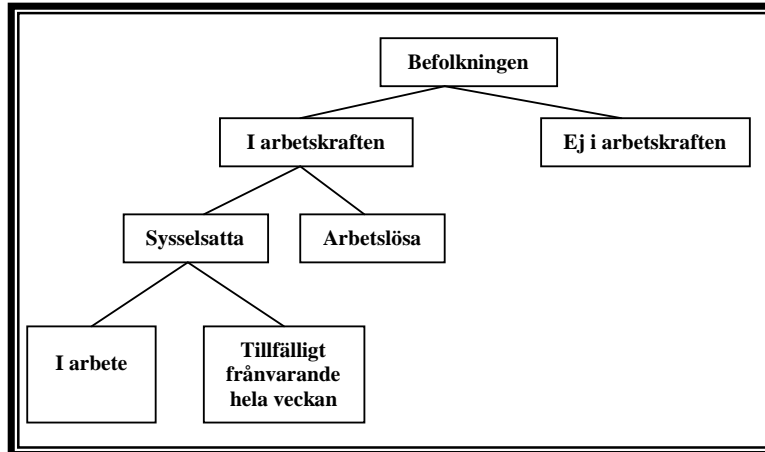 Befolkningen
I arbetskraften
Ej i arbetskraften
Sysselsatta
Arbetslösa
I arbete
Tillfälligt
frånvarande
hela veckan